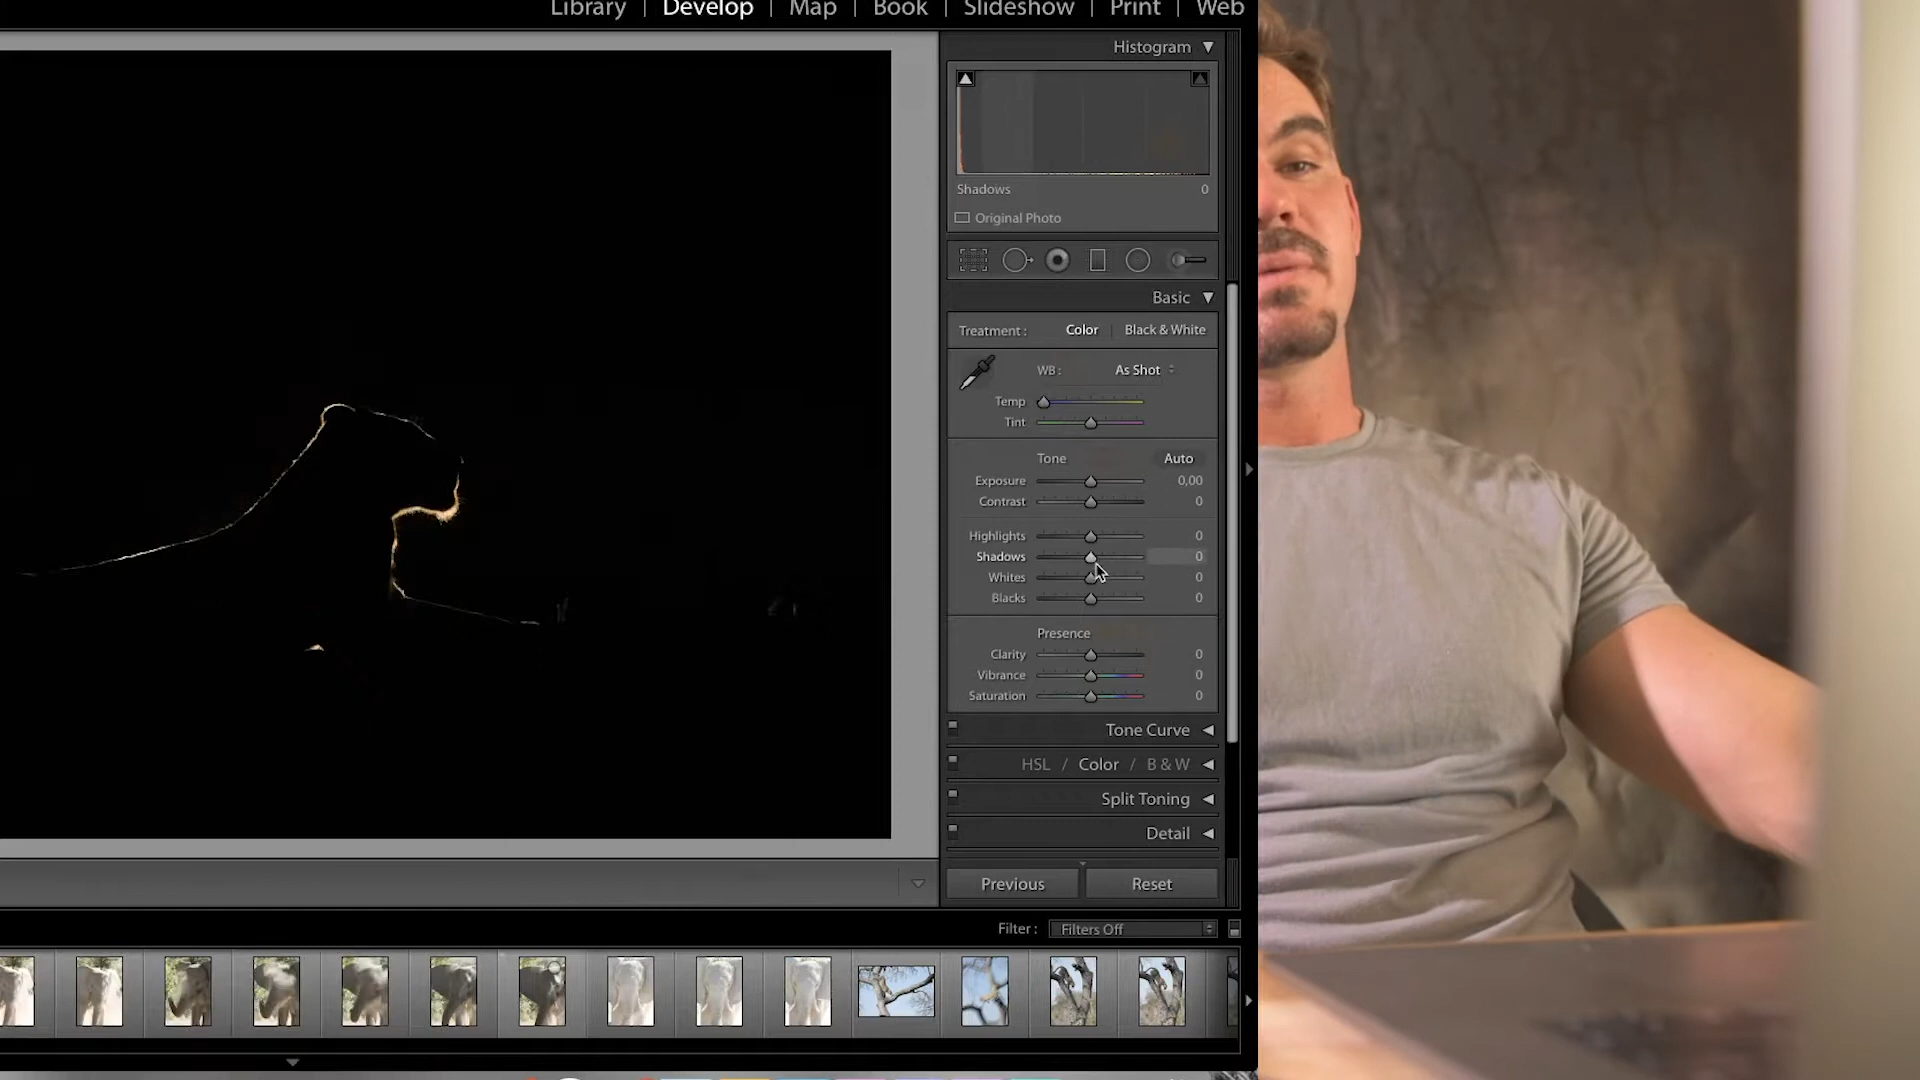 Library | Develop | Map | Book | Slideshow | Print | Web
Histogram
Shadows 0
Original Photo
Basic
Treatment : Color | Black & White
WB : As Shot
Temp
Tint
Tone Auto
Exposure 0,00
Contrast 0
Highlights 0
Shadows 0
Whites 0
Blacks 0
Presence
Clarity 0
Vibrance 0
Saturation 0
Tone Curve
HSL / Color / B & W
Split Toning
Detail
Previous Reset
Filter : Filters Off